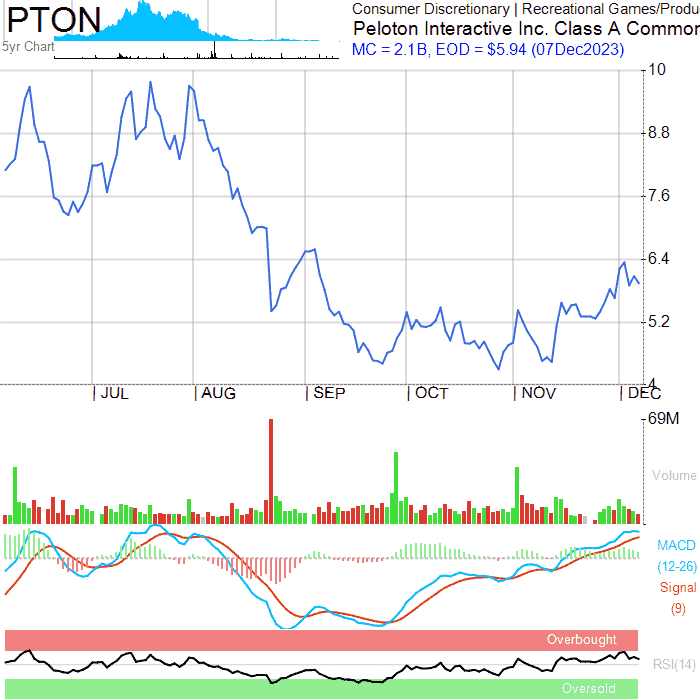 PTON
Consumer Discretionary | Recreational Games/Produ
Peloton Interactive Inc. Class A Common
5yr Chart
MC = 2.1B, EOD = $5.94 (07Dec2023)
10
8.8
7.6
6.4
5.2
4
JUL AUG SEP OCT NOV DEC
69M
Volume
MACD
(12-26)
Signal
(9)
Overbought
RSI(14)
Oversold